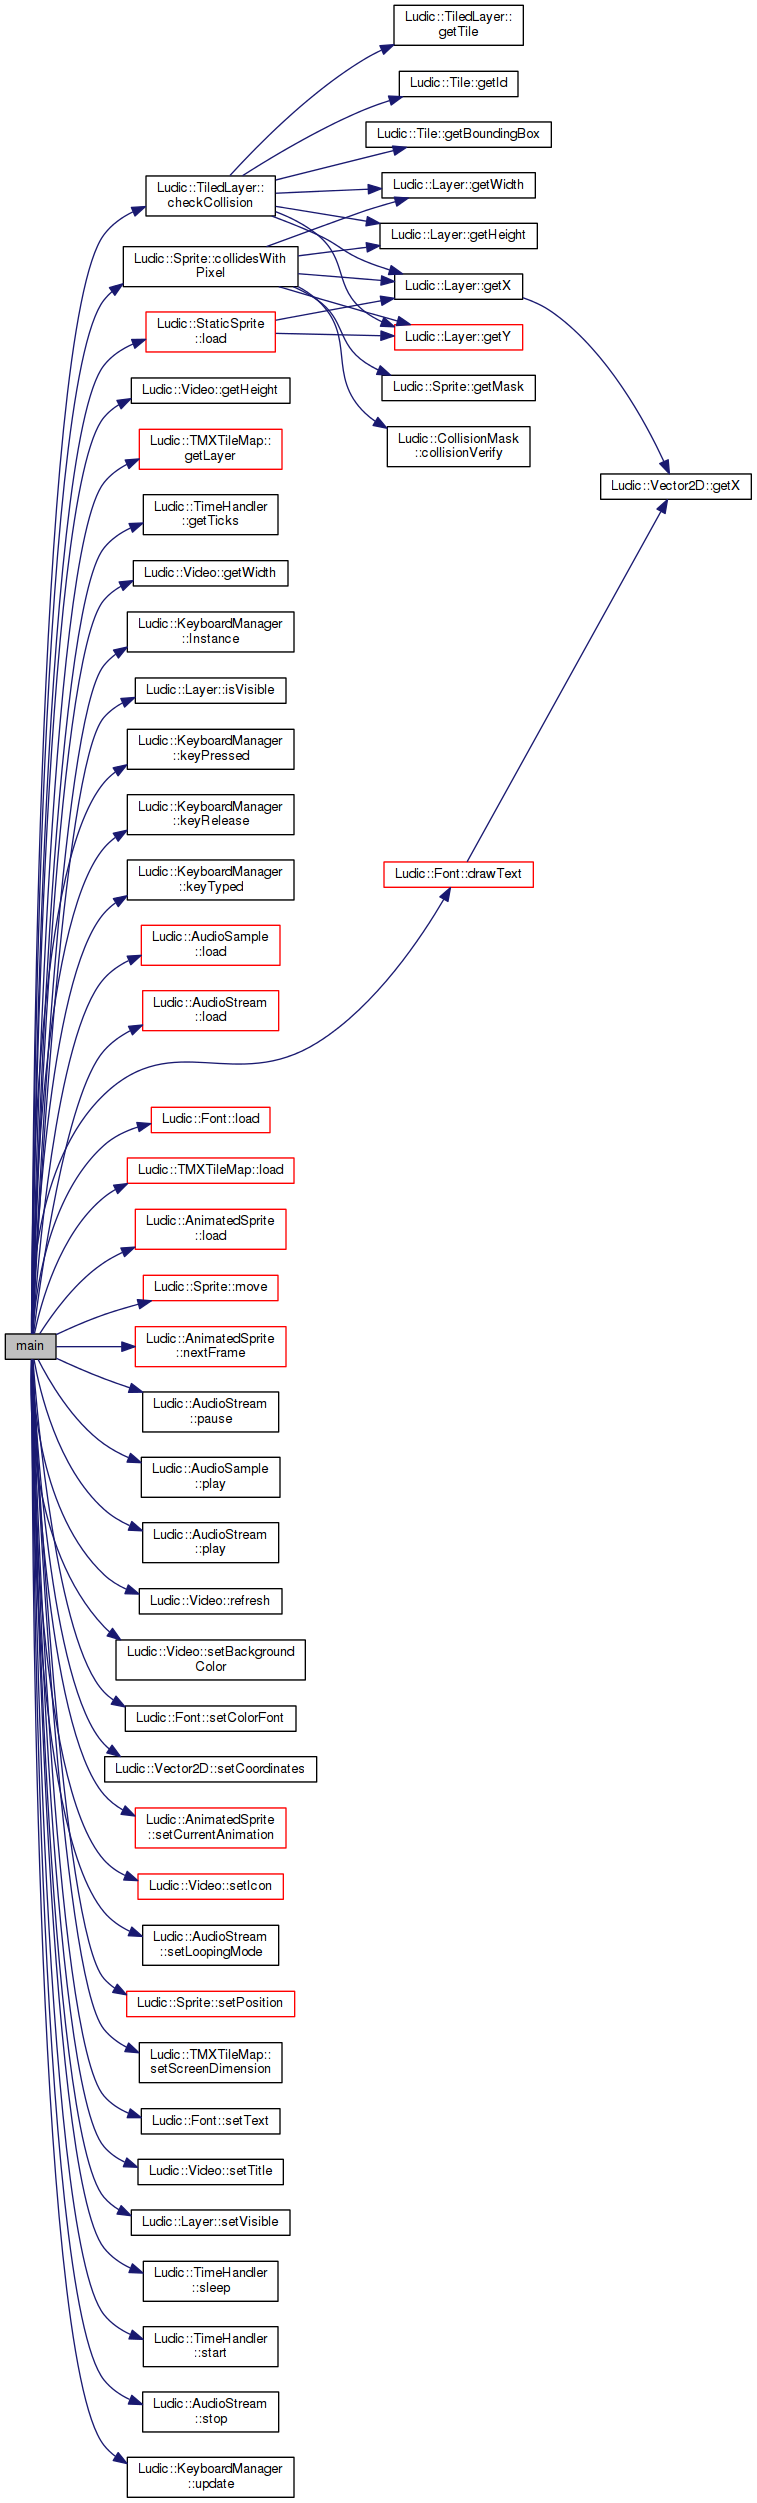 Ludic::TiledLayer::
getTile
Ludic::Tile::getId
Ludic::Tile::getBoundingBox
Ludic::TiledLayer::
checkCollision
Ludic::Layer::getWidth
Ludic::Layer::getHeight
Ludic::Sprite::collidesWith
Pixel
Ludic::Layer::getX
Ludic::StaticSprite
::load
Ludic::Layer::getY
Ludic::Video::getHeight
Ludic::Sprite::getMask
Ludic::TMXTileMap::
getLayer
Ludic::CollisionMask
::collisionVerify
Ludic::Vector2D::getX
Ludic::TimeHandler
::getTicks
Ludic::Video::getWidth
Ludic::KeyboardManager
::Instance
Ludic::Layer::isVisible
Ludic::KeyboardManager
::keyPressed
Ludic::KeyboardManager
::keyRelease
Ludic::KeyboardManager
::keyTyped
Ludic::Font::drawText
Ludic::AudioSample
::load
Ludic::AudioStream
::load
Ludic::Font::load
Ludic::TMXTileMap::load
Ludic::AnimatedSprite
::load
Ludic::Sprite::move
main
Ludic::AnimatedSprite
::nextFrame
Ludic::AudioStream
::pause
Ludic::AudioSample
::play
Ludic::AudioStream
::play
Ludic::Video::refresh
Ludic::Video::setBackground
Color
Ludic::Font::setColorFont
Ludic::Vector2D::setCoordinates
Ludic::AnimatedSprite
::setCurrentAnimation
Ludic::Video::setIcon
Ludic::AudioStream
::setLoopingMode
Ludic::Sprite::setPosition
Ludic::TMXTileMap::
setScreenDimension
Ludic::Font::setText
Ludic::Video::setTitle
Ludic::Layer::setVisible
Ludic::TimeHandler
::sleep
Ludic::TimeHandler
::start
Ludic::AudioStream
::stop
Ludic::KeyboardManager
::update